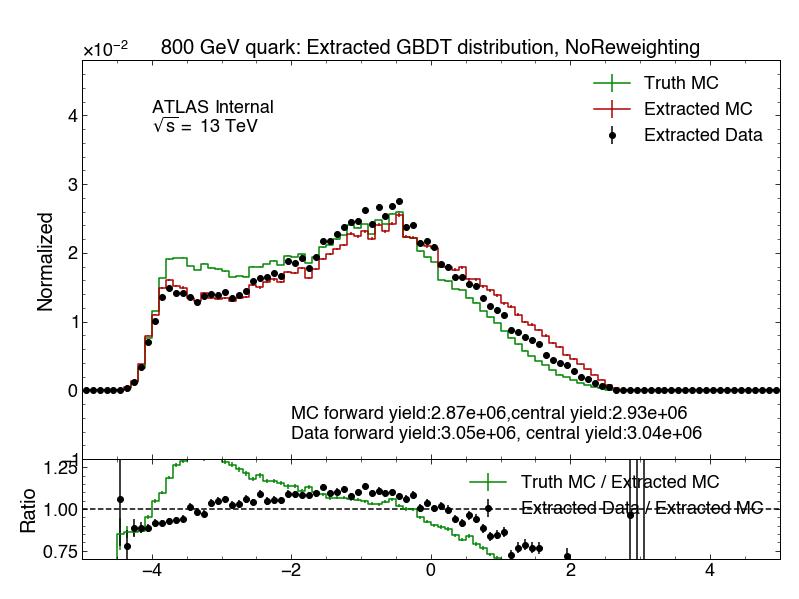 ×10⁻² 800 GeV quark: Extracted GBDT distribution, NoReweighting
ATLAS Internal
√s = 13 TeV
Truth MC
Extracted MC
Extracted Data
Normalized
4
3
2
1
0
MC forward yield:2.87e+06,central yield:2.93e+06
Data forward yield:3.05e+06, central yield:3.04e+06
Truth MC / Extracted MC
Extracted Data / Extracted MC
Ratio
1
1.25
1.00
0.75
−4 −2 0 2 4